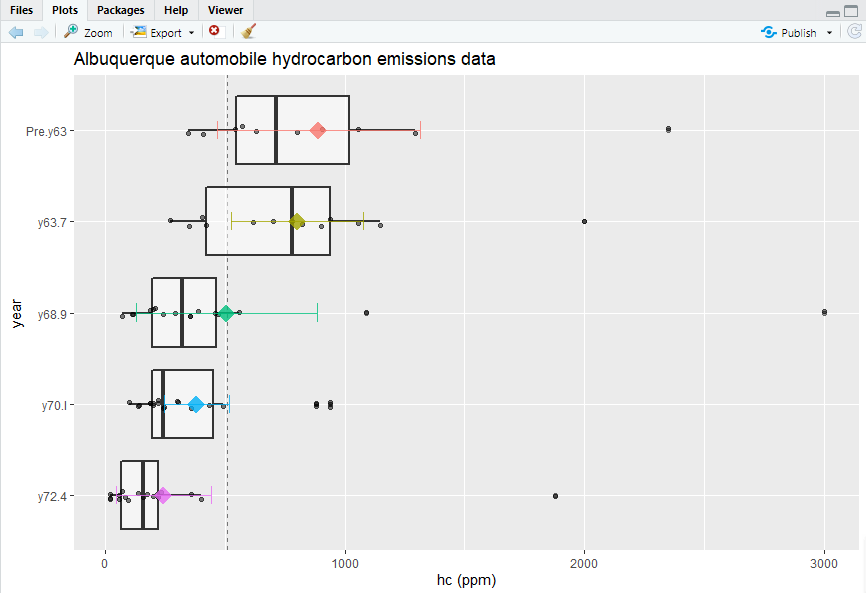 Files Plots Packages Help Viewer
Zoom Export Publish
Albuquerque automobile hydrocarbon emissions data
Pre.y63
y63.7
y68.9
y70.I
y72.4
year
0 1000 2000 3000
hc (ppm)